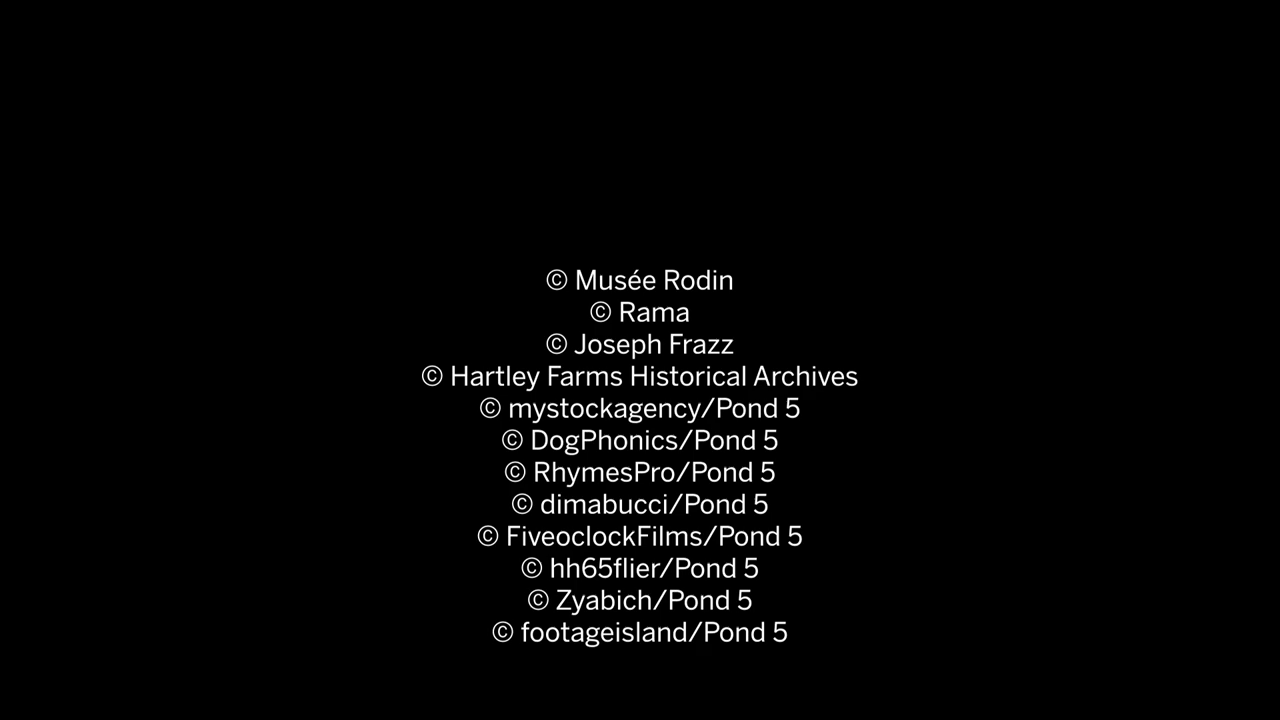 © Musée Rodin
© Rama
© Joseph Frazz
© Hartley Farms Historical Archives
© mystockagency/Pond 5
© DogPhonics/Pond 5
© RhymesPro/Pond 5
© dimabucci/Pond 5
© FiveoclockFilms/Pond 5
© hh65flier/Pond 5
© Zyabich/Pond 5
© footageisland/Pond 5